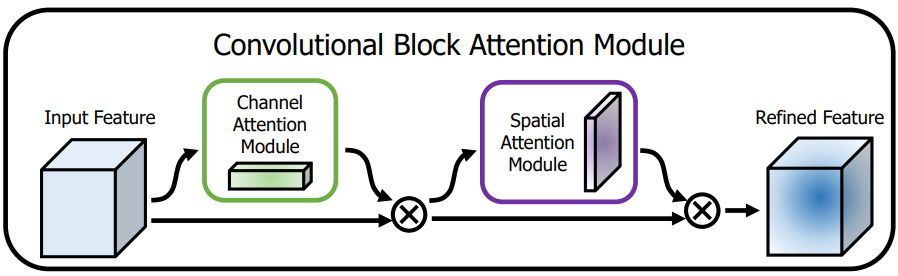 Convolutional Block Attention Module
Input Feature
Channel
Attention
Module
Spatial
Attention
Module
Refined Feature